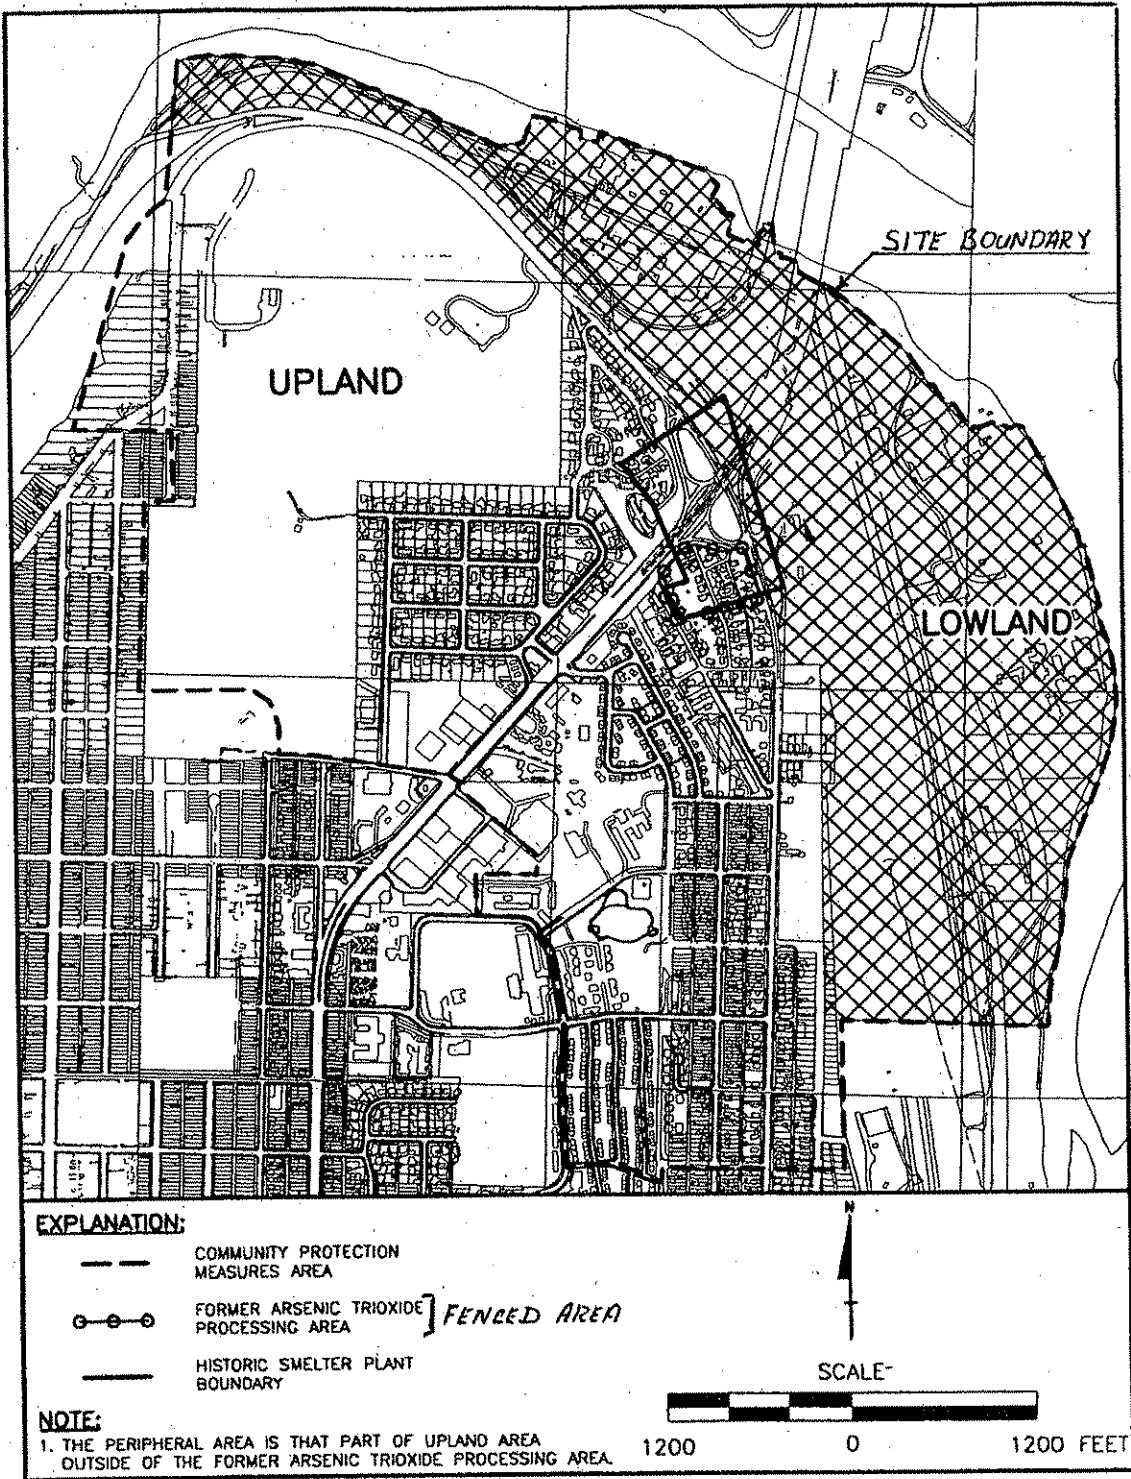 SITE BOUNDARY
UPLAND
LOWLAND
EXPLANATION:
COMMUNITY PROTECTION
MEASURES AREA
FORMER ARSENIC TRIOXIDE ] FENCED AREA
PROCESSING AREA
HISTORIC SMELTER PLANT
BOUNDARY
N
SCALE
1200 0 1200 FEET
NOTE:
1. THE PERIPHERAL AREA IS THAT PART OF UPLAND AREA
OUTSIDE OF THE FORMER ARSENIC TRIOXIDE PROCESSING AREA.